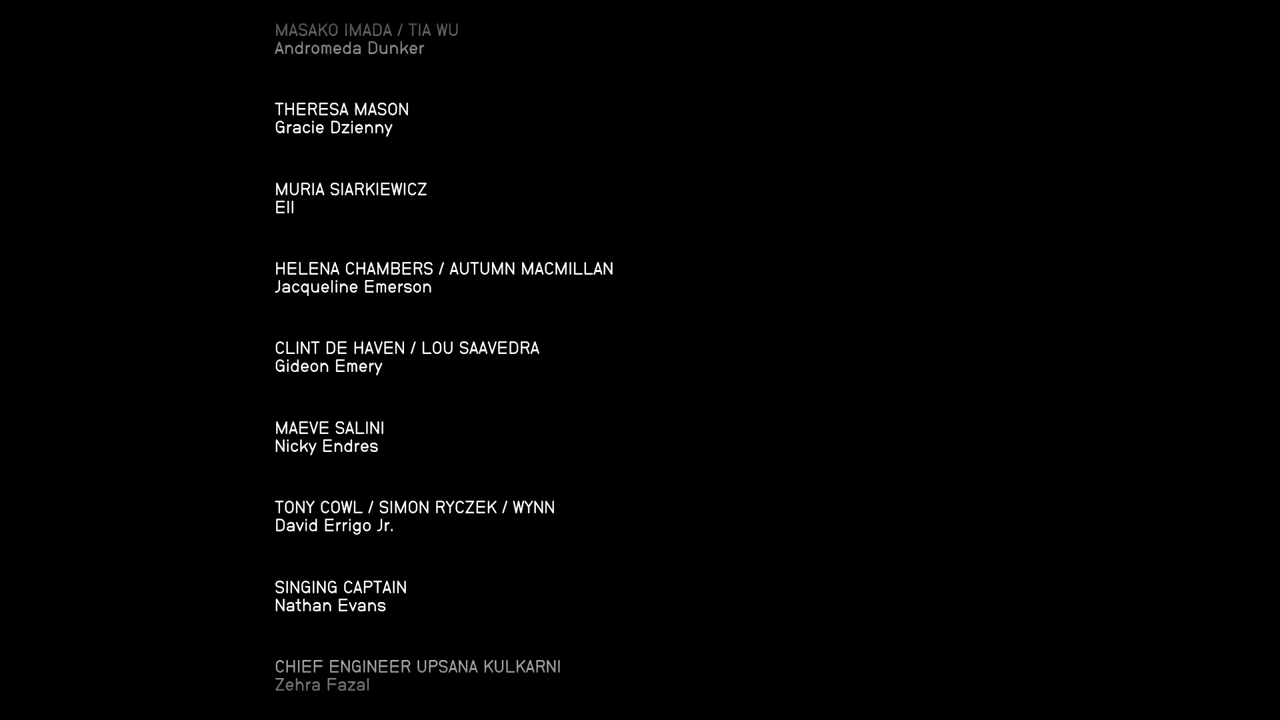 MASAKO IMADA / TIA WU
Andromeda Dunker
THERESA MASON
Gracie Dzienny
MURIA SIARKIEWICZ
Ell
HELENA CHAMBERS / AUTUMN MACMILLAN
Jacqueline Emerson
CLINT DE HAVEN / LOU SAAVEDRA
Gideon Emery
MAEVE SALINI
Nicky Endres
TONY COWL / SIMON RYCZEK / WYNN
David Errigo Jr.
SINGING CAPTAIN
Nathan Evans
CHIEF ENGINEER UPSANA KULKARNI
Zehra Fazal